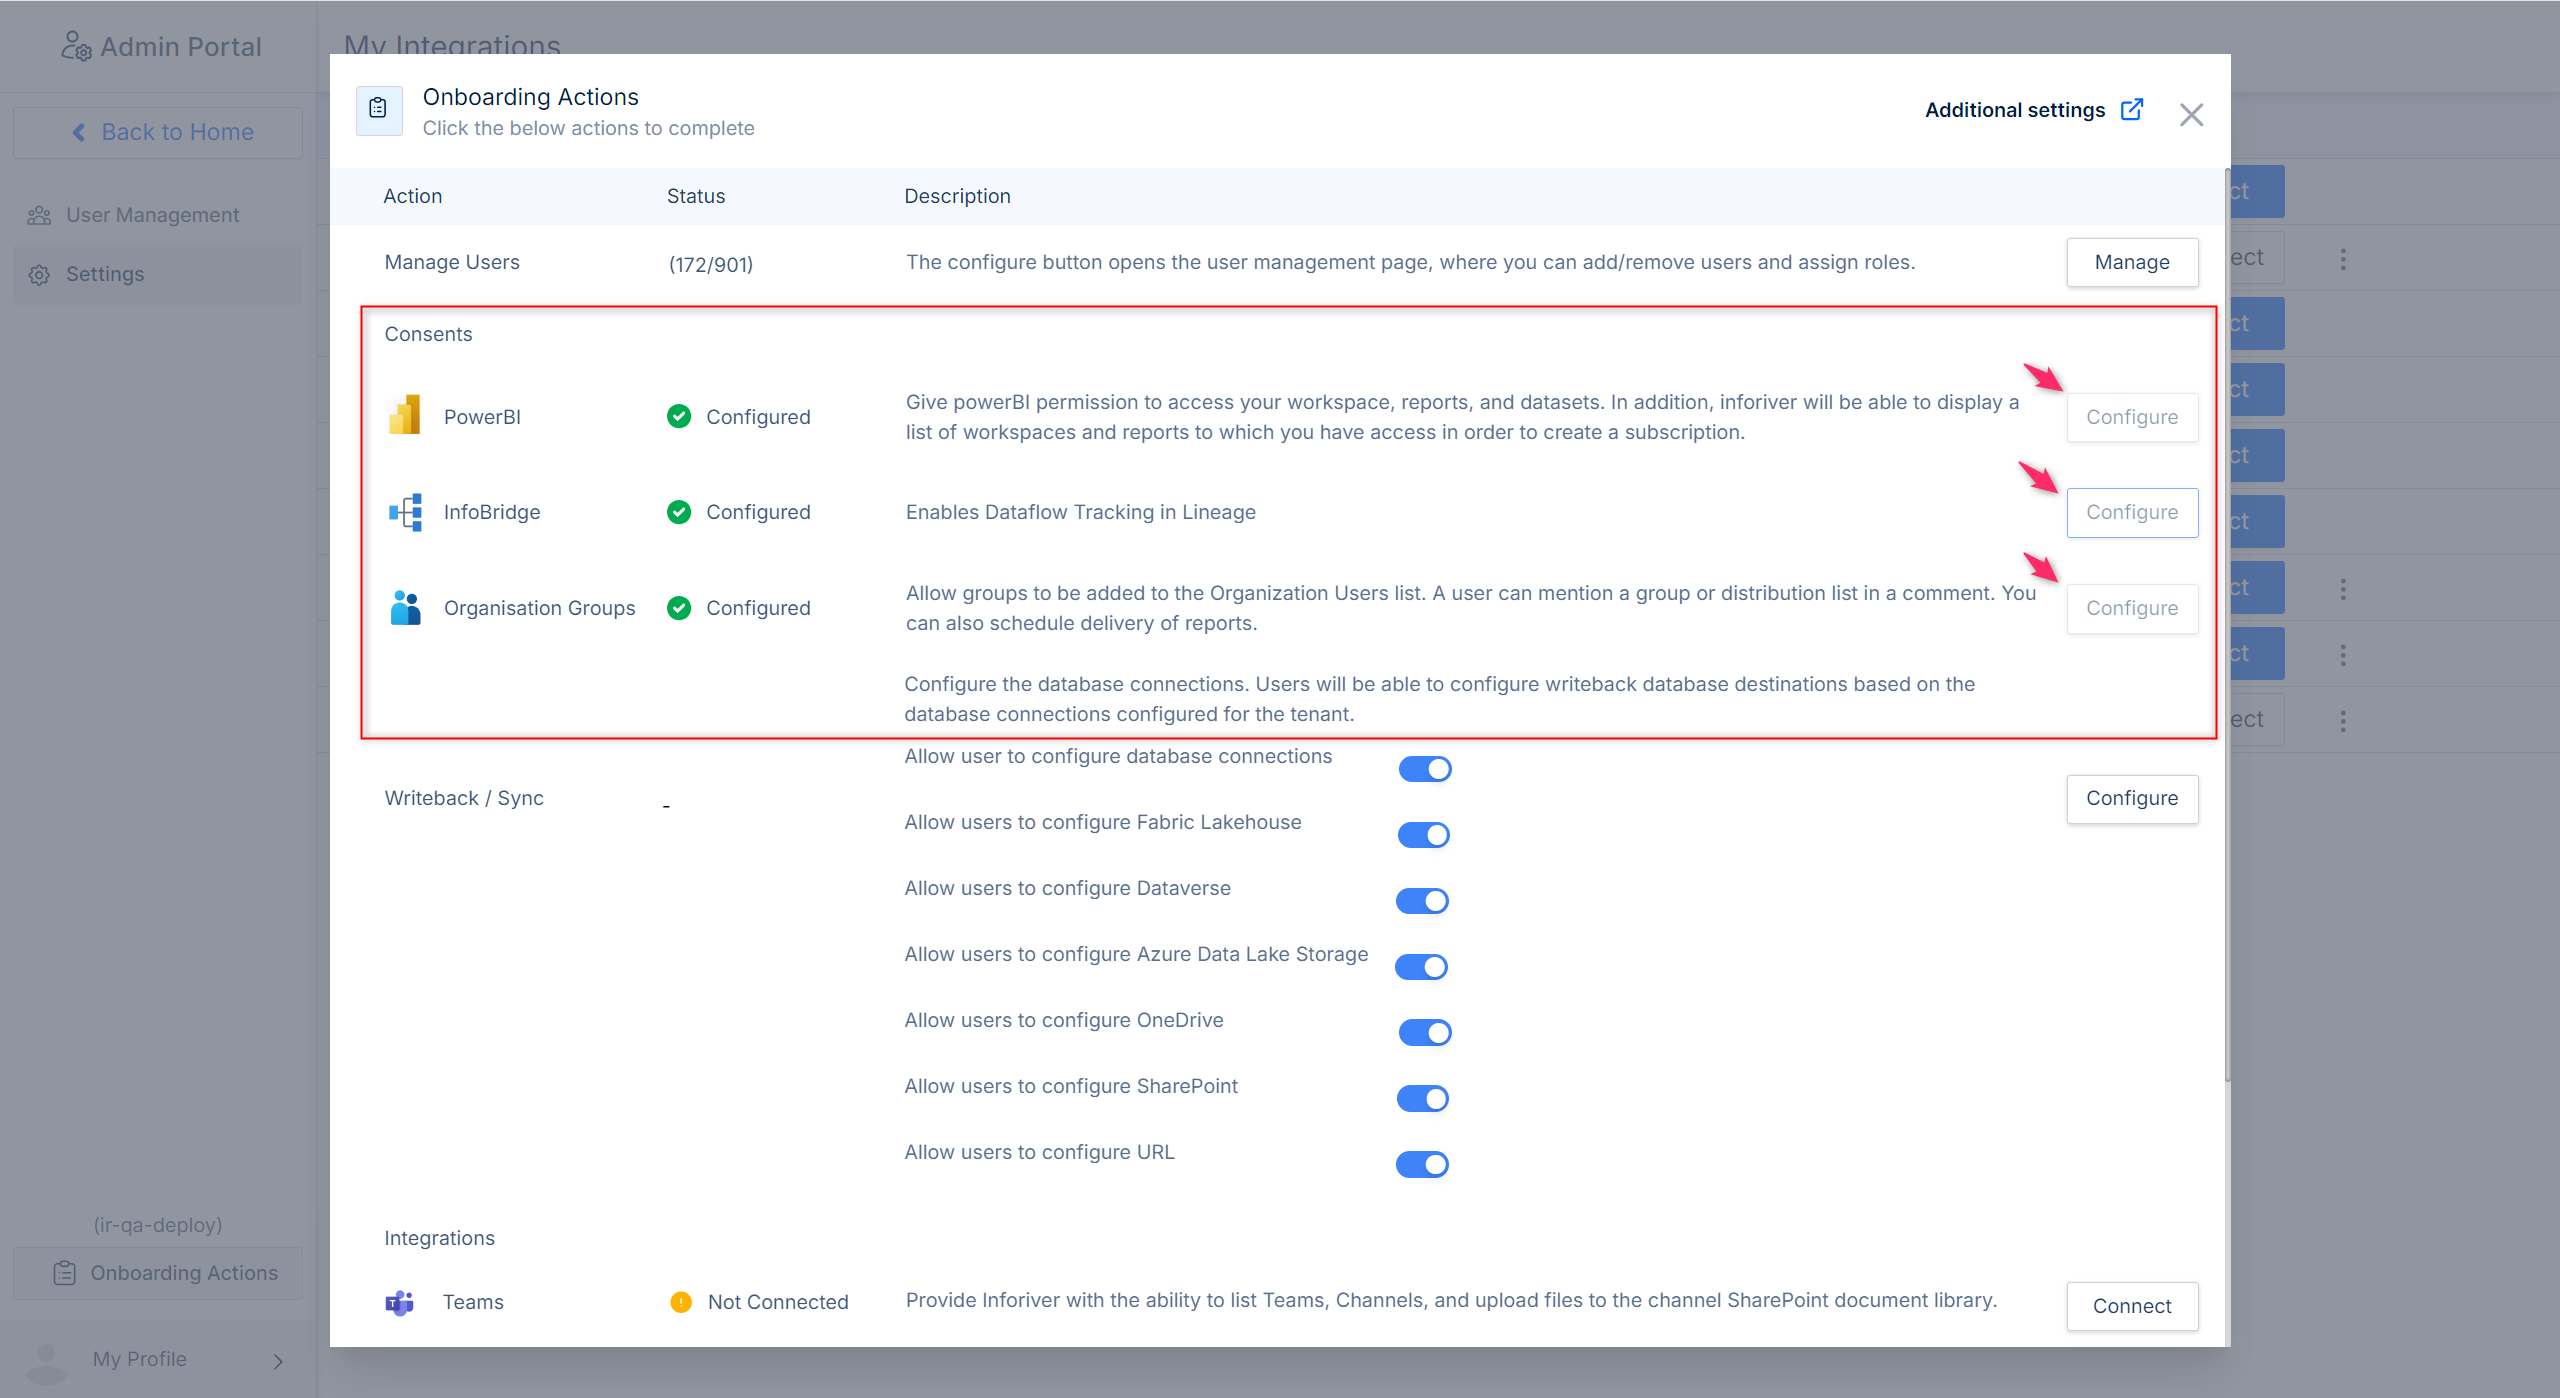 Admin Portal
My Integrations
Back to Home
User Management
Settings
(ir-qa-deploy)
Onboarding Actions
My Profile
Onboarding Actions
Click the below actions to complete
Additional settings
Action Status Description
Manage Users (172/901) The configure button opens the user management page, where you can add/remove users and assign roles. Manage
Consents
PowerBI Configured Give powerBI permission to access your workspace, reports, and datasets. In addition, inforiver will be able to display a
list of workspaces and reports to which you have access in order to create a subscription.
Configure
InfoBridge Configured Enables Dataflow Tracking in Lineage Configure
Organisation Groups Configured Allow groups to be added to the Organization Users list. A user can mention a group or distribution list in a comment. You
can also schedule delivery of reports.
Configure
Configure the database connections. Users will be able to configure writeback database destinations based on the
database connections configured for the tenant.
Allow user to configure database connections
Writeback / Sync - Configure
Allow users to configure Fabric Lakehouse
Allow users to configure Dataverse
Allow users to configure Azure Data Lake Storage
Allow users to configure OneDrive
Allow users to configure SharePoint
Allow users to configure URL
Integrations
Teams Not Connected Provide Inforiver with the ability to list Teams, Channels, and upload files to the channel SharePoint document library. Connect